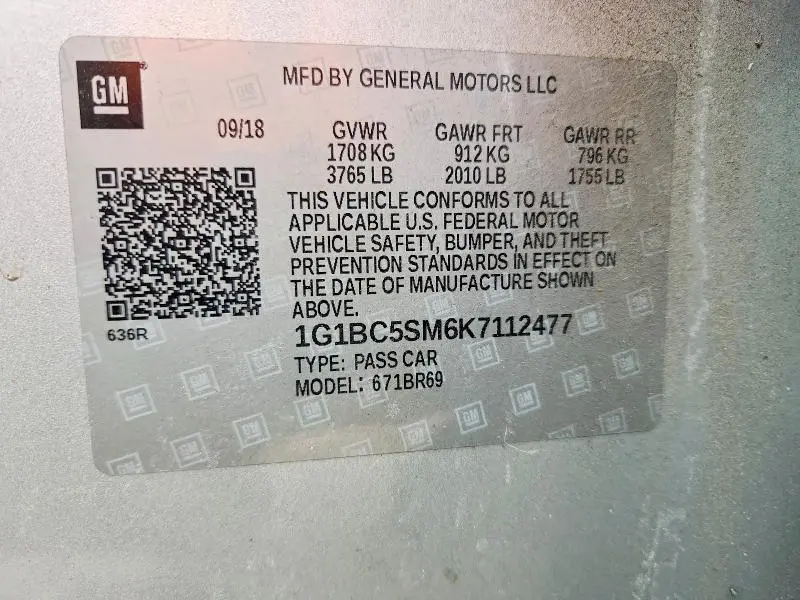 GM
MFD BY GENERAL MOTORS LLC
09/18 GVWR GAWR FRT GAWR RR
1708 KG 912 KG 796 KG
3765 LB 2010 LB 1755 LB
THIS VEHICLE CONFORMS TO ALL
APPLICABLE U.S. FEDERAL MOTOR
VEHICLE SAFETY, BUMPER, AND THEFT
PREVENTION STANDARDS IN EFFECT ON
THE DATE OF MANUFACTURE SHOWN
ABOVE.
636R
1G1BC5SM6K7112477
TYPE: PASS CAR
MODEL: 671BR69